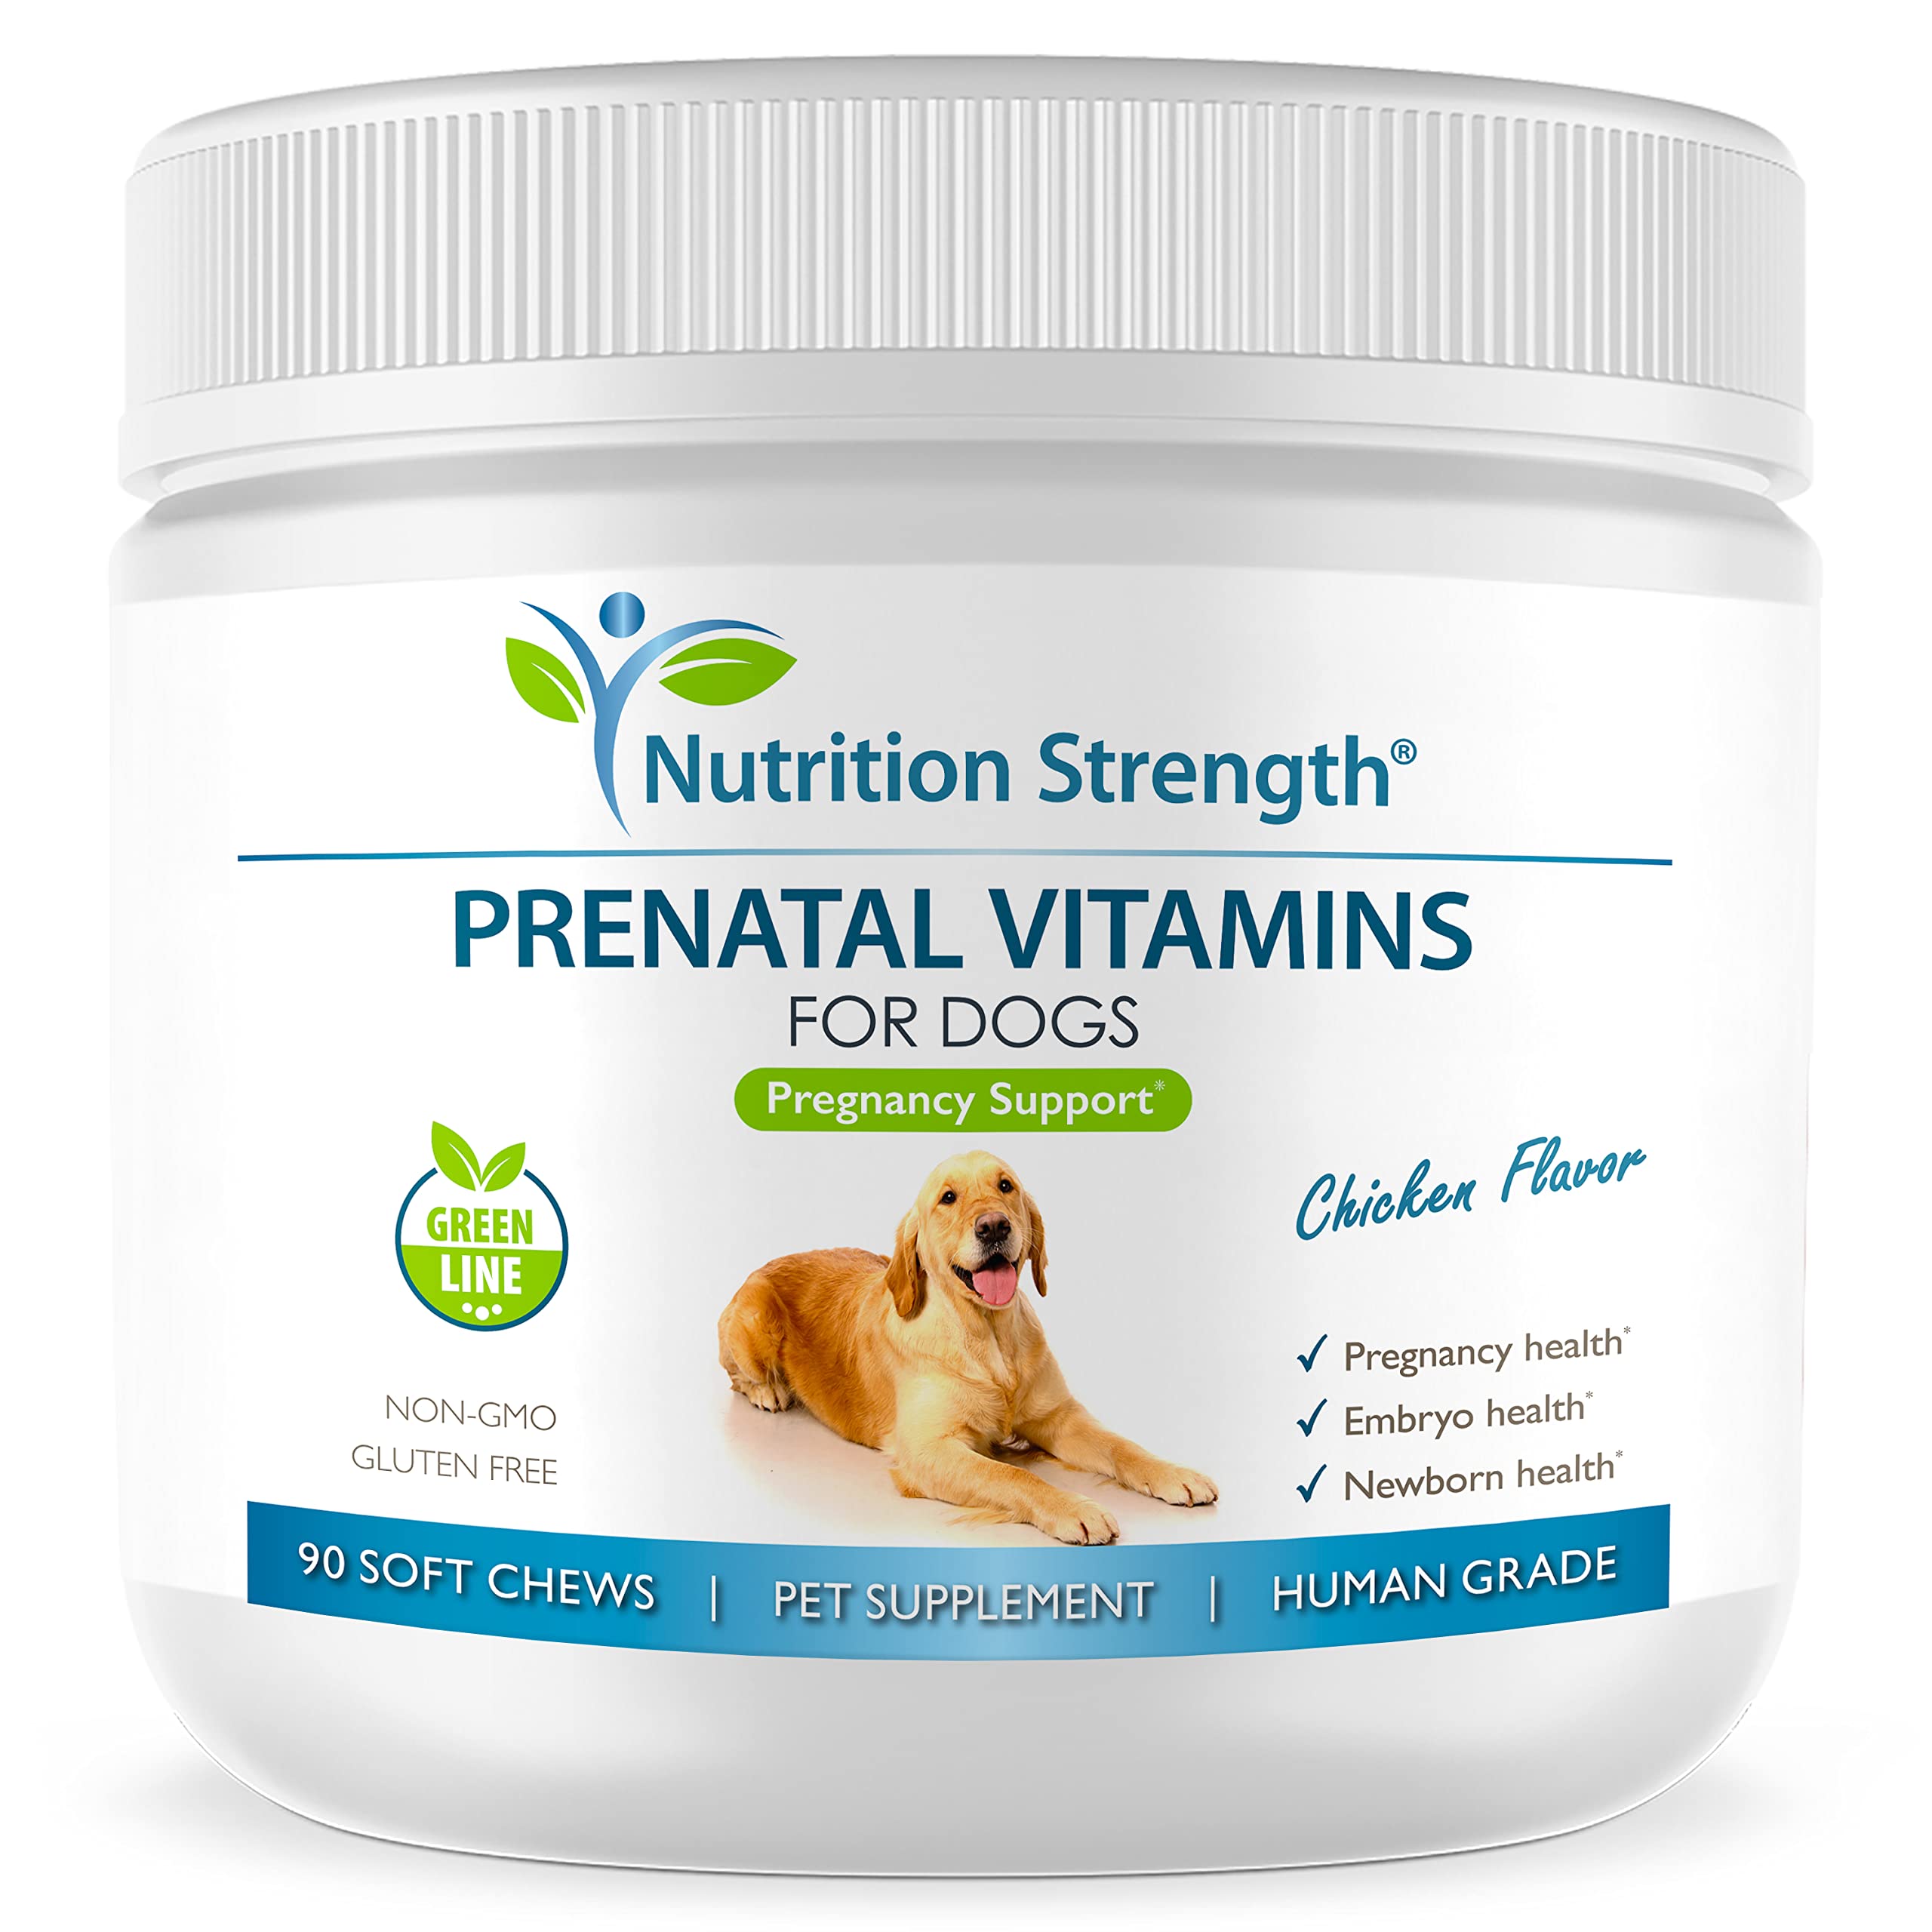 Nutrition Strength®
PRENATAL VITAMINS
FOR DOGS
Pregnancy Support*
GREEN
LINE
NON-GMO
GLUTEN FREE
Chicken Flavor
✓ Pregnancy health*
✓ Embryo health*
✓ Newborn health*
90 SOFT CHEWS | PET SUPPLEMENT | HUMAN GRADE